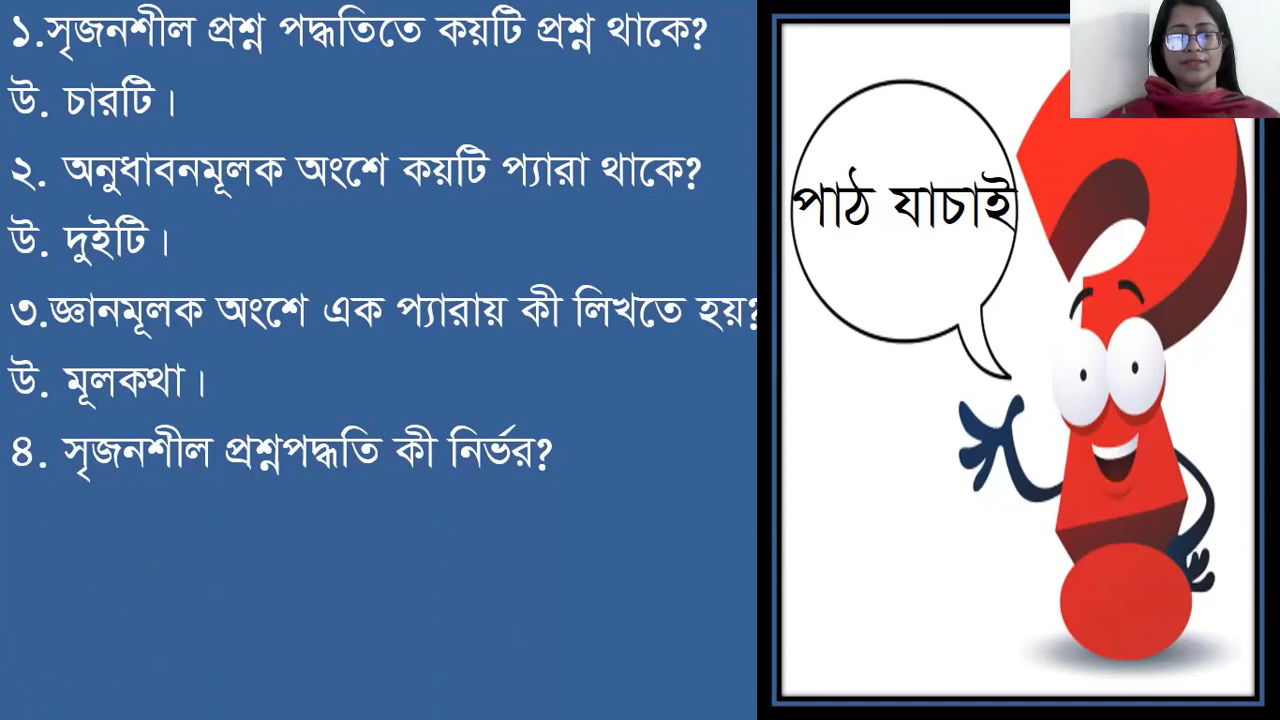 ১.সৃজনশীল প্রশ্ন পদ্ধতিতে কয়টি প্রশ্ন থাকে?
উ. চারটি।
২. অনুধাবনমূলক অংশে কয়টি প্যারা থাকে?
উ. দুইটি।
৩.জ্ঞানমূলক অংশে এক প্যারায় কী লিখতে হয়?
উ. মূলকথা।
৪. সৃজনশীল প্রশ্নপদ্ধতি কী নির্ভর?
পাঠ যাচাই